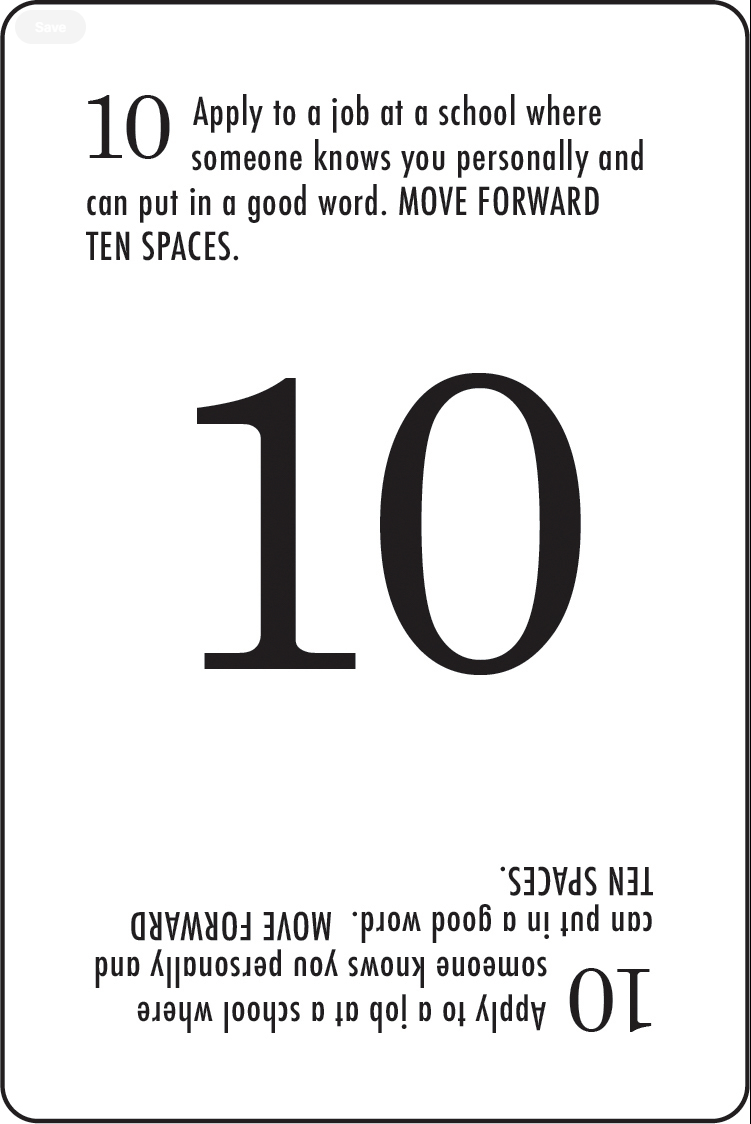 Save
10 Apply to a job at a school where
someone knows you personally and
can put in a good word. MOVE FORWARD
TEN SPACES.
10
10 Apply to a job at a school where
someone knows you personally and
can put in a good word. MOVE FORWARD
TEN SPACES.